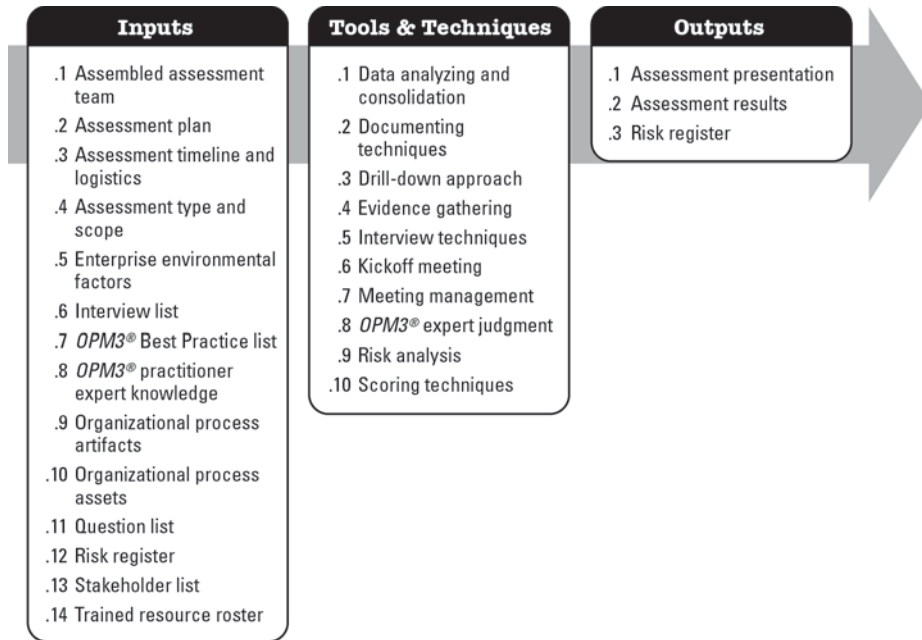 Inputs
.1 Assembled assessment
team
.2 Assessment plan
.3 Assessment timeline and
logistics
.4 Assessment type and
scope
.5 Enterprise environmental
factors
.6 Interview list
.7 OPM3® Best Practice list
.8 OPM3® practitioner
expert knowledge
.9 Organizational process
artifacts
.10 Organizational process
assets
.11 Question list
.12 Risk register
.13 Stakeholder list
.14 Trained resource roster
Tools & Techniques
.1 Data analyzing and
consolidation
.2 Documenting
techniques
.3 Drill-down approach
.4 Evidence gathering
.5 Interview techniques
.6 Kickoff meeting
.7 Meeting management
.8 OPM3® expert judgment
.9 Risk analysis
.10 Scoring techniques
Outputs
.1 Assessment presentation
.2 Assessment results
.3 Risk register